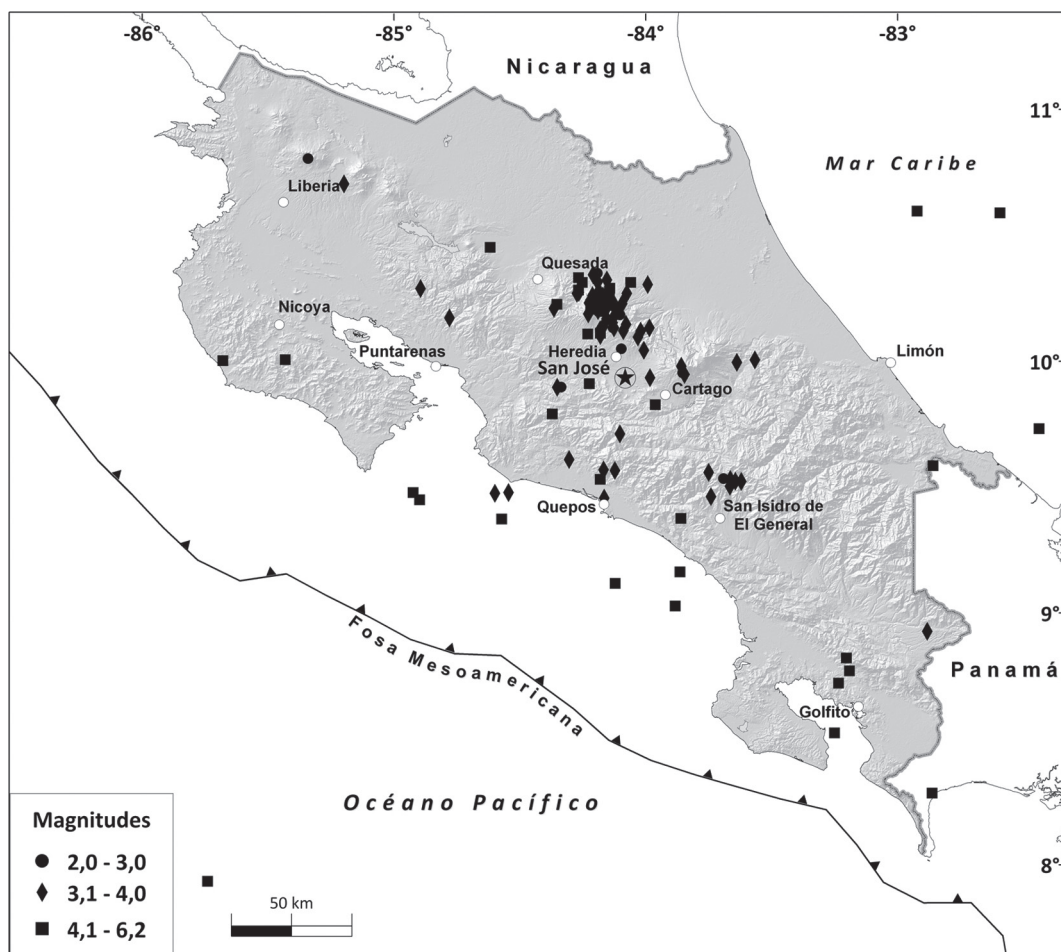 -86° -85° -84° -83°
Nicaragua
11°
Mar Caribe
Liberia
Quesada
Nicoya
Puntarenas
Heredia
San José
Limón
10°
Cartago
Quepos
San Isidro de
El General
9°
Fosa Mesoamericana
Panamá
Golfito
Océano Pacífico
8°
Magnitudes
2,0 - 3,0
3,1 - 4,0
4,1 - 6,2
50 km